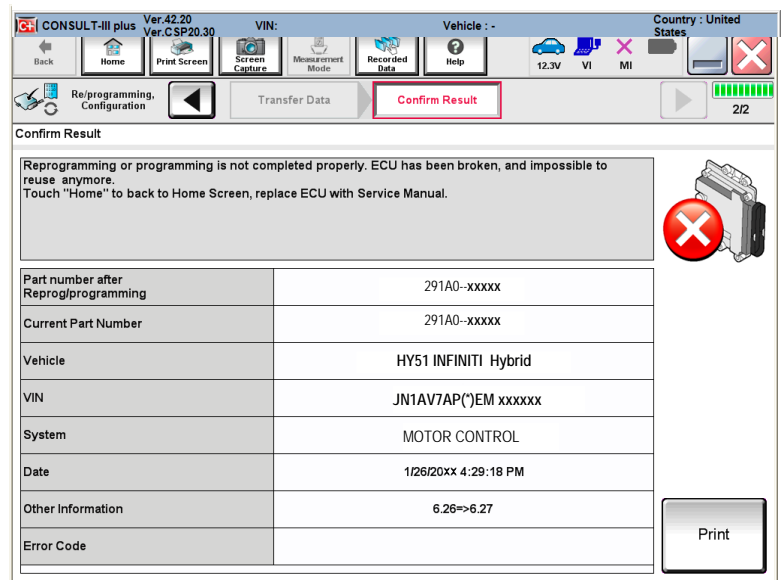 C+ CONSULT-III plus Ver.42.20 VIN: Vehicle : - Country : United
Ver.CSP20.30 States
Back Home Print Screen Screen Capture Measurement Mode Recorded Data Help 12.3V VI MI
Re/programming, Configuration Transfer Data Confirm Result 2/2
Confirm Result
Reprogramming or programming is not completed properly. ECU has been broken, and impossible to
reuse anymore.
Touch "Home" to back to Home Screen, replace ECU with Service Manual.
Part number after
Reprog/programming 291A0--xxxxx
Current Part Number 291A0--xxxxx
Vehicle HY51 INFINITI Hybrid
VIN JN1AV7AP(*)EM xxxxxx
System MOTOR CONTROL
Date 1/26/20xx 4:29:18 PM
Other Information 6.26=>6.27
Error Code
Print